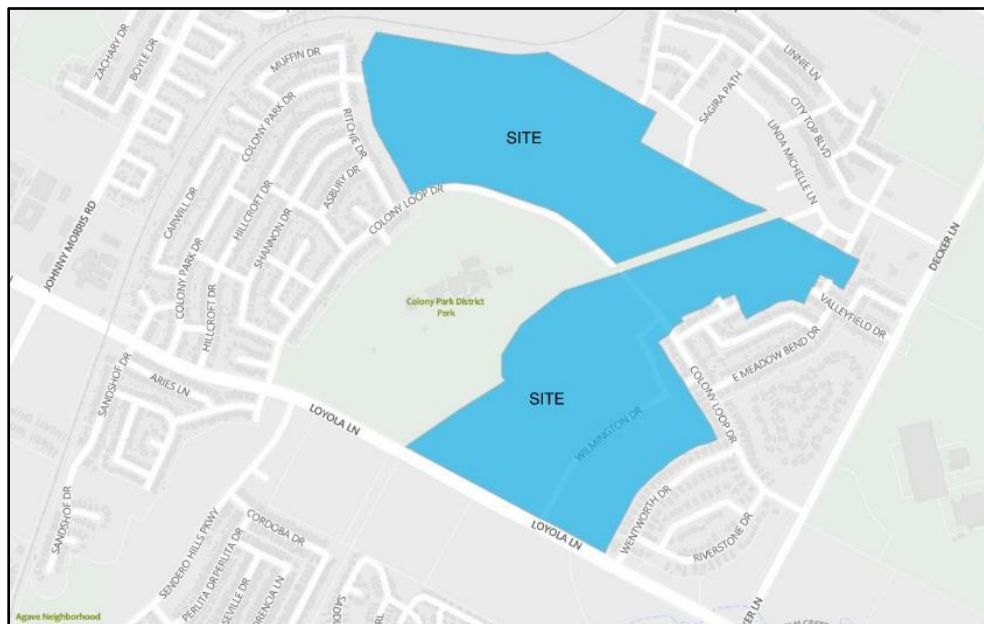 ZACHARY DR
BOYLE DR
MUFFIN DR
COLONY PARK DR
RITCHIE DR
ASBURY DR
COLONY LOOP DR
HILLCROFT DR
SHANNON DR
CARWILL DR
COLONY PARK DR
HILLCROFT DR
JOHNNY MORRIS RD
SITE
SAGIRA PATH
LINNIE LN
CITY TOP BLVD
LINDA MICHELLE LN
DECKER LN
Colony Park District
Park
VALLEYFIELD DR
E MEADOW BEND DR
COLONY LOOP DR
SITE
WILMINGTON DR
SANDSHOF DR
ARIES LN
LOYOLA LN
LOYOLA LN
WENTWORTH DR
RIVERSTONE DR
SANDSHOF DR
SENDERO HILLS PKWY
CORDOBA DR
PERLITA DR
PERLITA DR
Agave Neighborhood